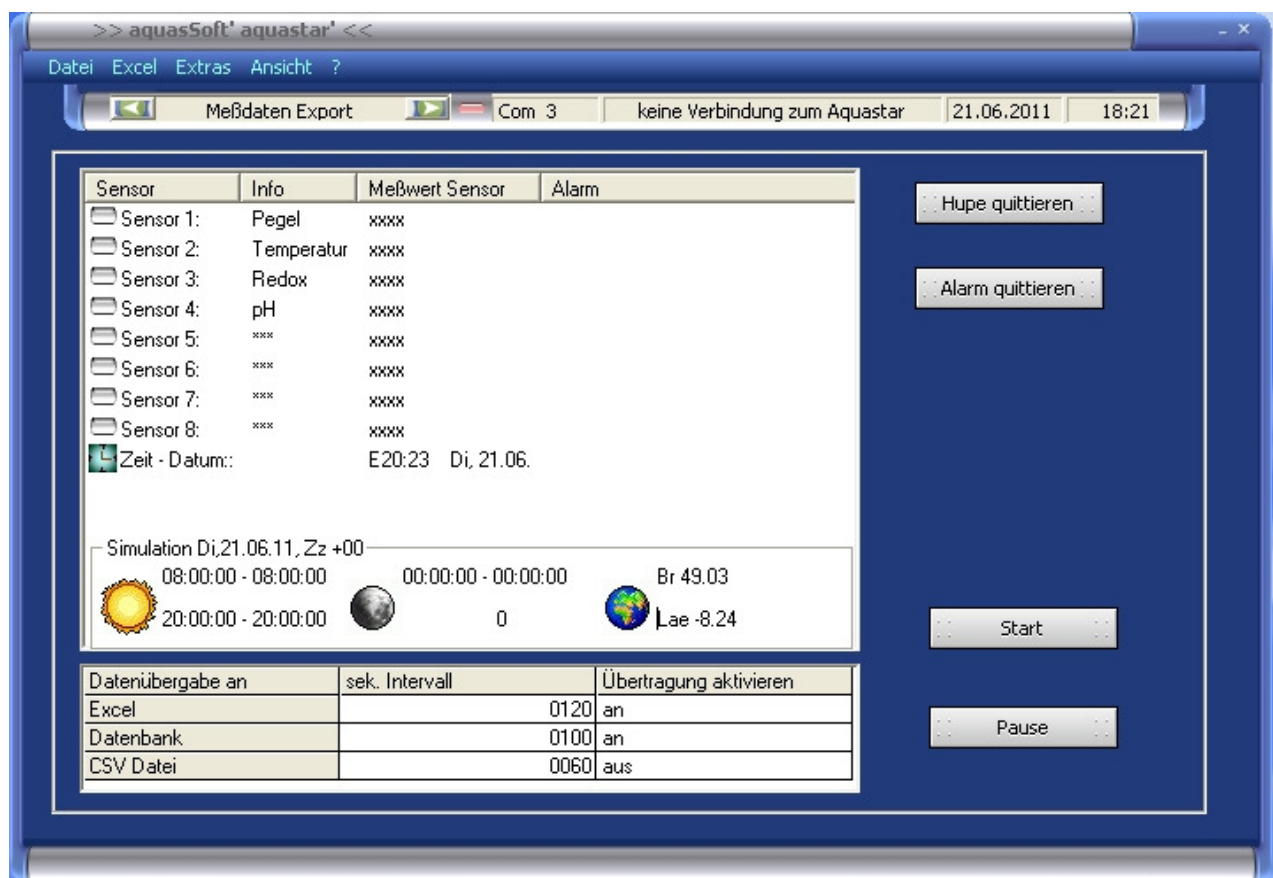 >> aquasSoft' aquastar' <<
Datei Excel Extras Ansicht ?
Meßdaten Export Com 3 keine Verbindung zum Aquastar 21.06.2011 18:21
Sensor Info Meßwert Sensor Alarm
Sensor 1: Pegel xxxx
Sensor 2: Temperatur xxxx
Sensor 3: Redox xxxx
Sensor 4: pH xxxx
Sensor 5: *** xxxx
Sensor 6: *** xxxx
Sensor 7: *** xxxx
Sensor 8: *** xxxx
Zeit - Datum:: E20:23 Di, 21.06.
Hupe quittieren
Alarm quittieren
Simulation Di,21.06.11, Zz +00
08:00:00 - 08:00:00 00:00:00 - 00:00:00 Br 49.03
20:00:00 - 20:00:00 0 Lae -8.24
Start
Datenübergabe an sek. Intervall Übertragung aktivieren
Excel 0120 an
Datenbank 0100 an
CSV Datei 0060 aus
Pause